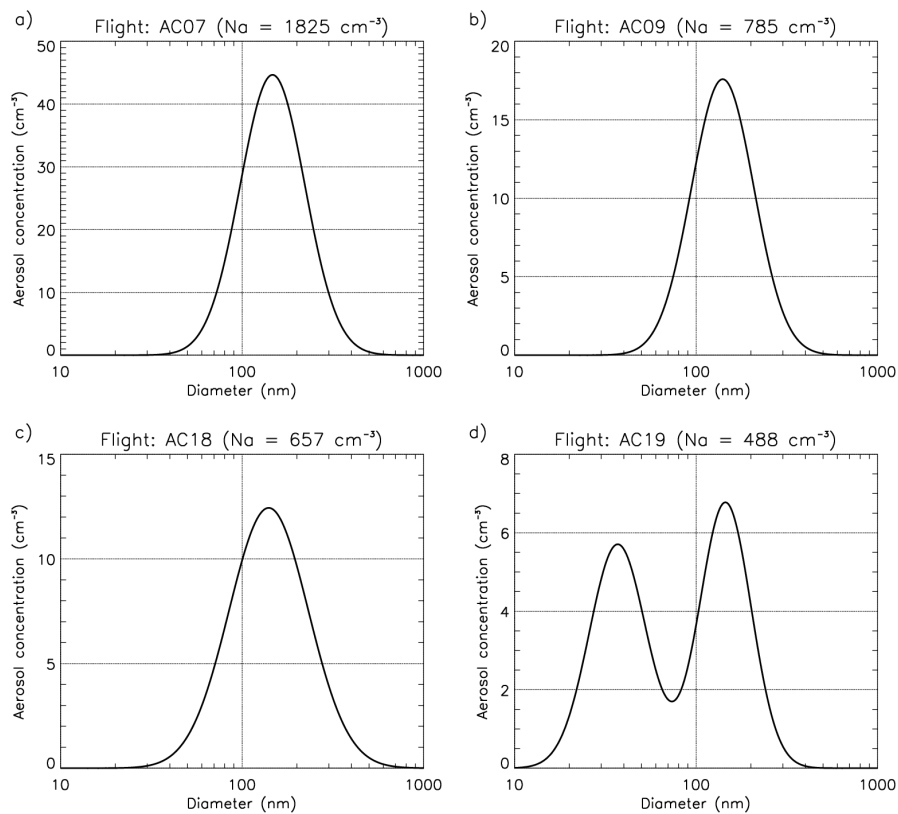 a) Flight: AC07 (Na = 1825 cm⁻³)
50
40
30
20
10
0
Aerosol concentration (cm⁻³)
10 100 1000
Diameter (nm)
b) Flight: AC09 (Na = 785 cm⁻³)
20
15
10
5
0
Aerosol concentration (cm⁻³)
10 100 1000
Diameter (nm)
c) Flight: AC18 (Na = 657 cm⁻³)
15
10
5
0
Aerosol concentration (cm⁻³)
10 100 1000
Diameter (nm)
d) Flight: AC19 (Na = 488 cm⁻³)
8
6
4
2
0
Aerosol concentration (cm⁻³)
10 100 1000
Diameter (nm)